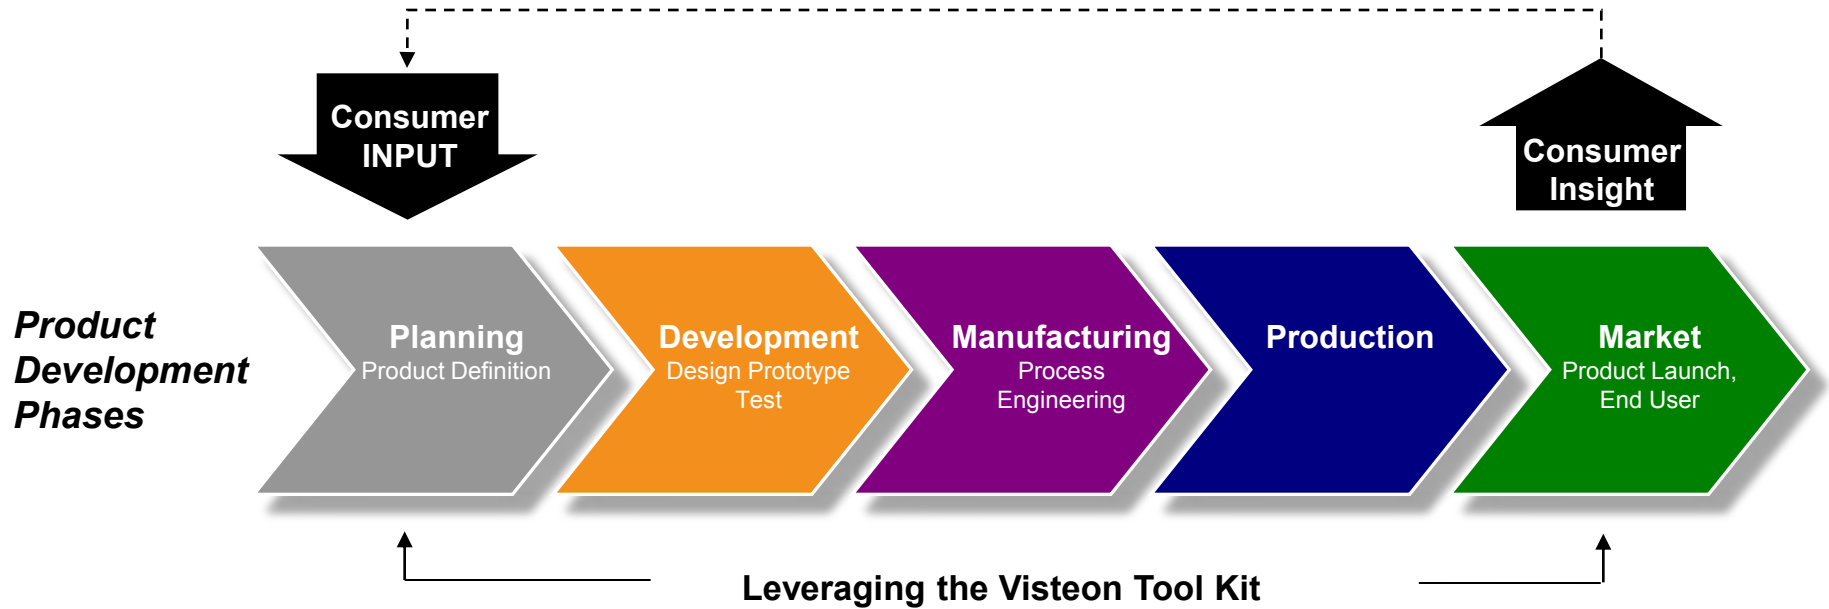 Consumer
INPUT
Consumer
Insight
Product
Development
Phases
Planning
Product Definition
Development
Design Prototype
Test
Manufacturing
Process
Engineering
Production
Market
Product Launch,
End User
Leveraging the Visteon Tool Kit